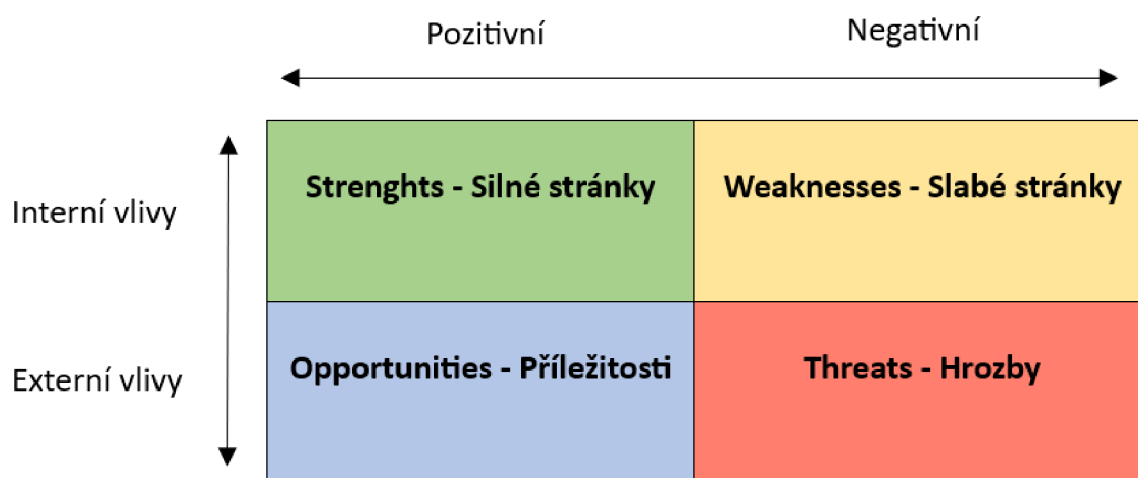 Pozitivní
Negativní
Interní vlivy
Strenghts - Silné stránky
Weaknesses - Slabé stránky
Externí vlivy
Opportunities - Příležitosti
Threats - Hrozby